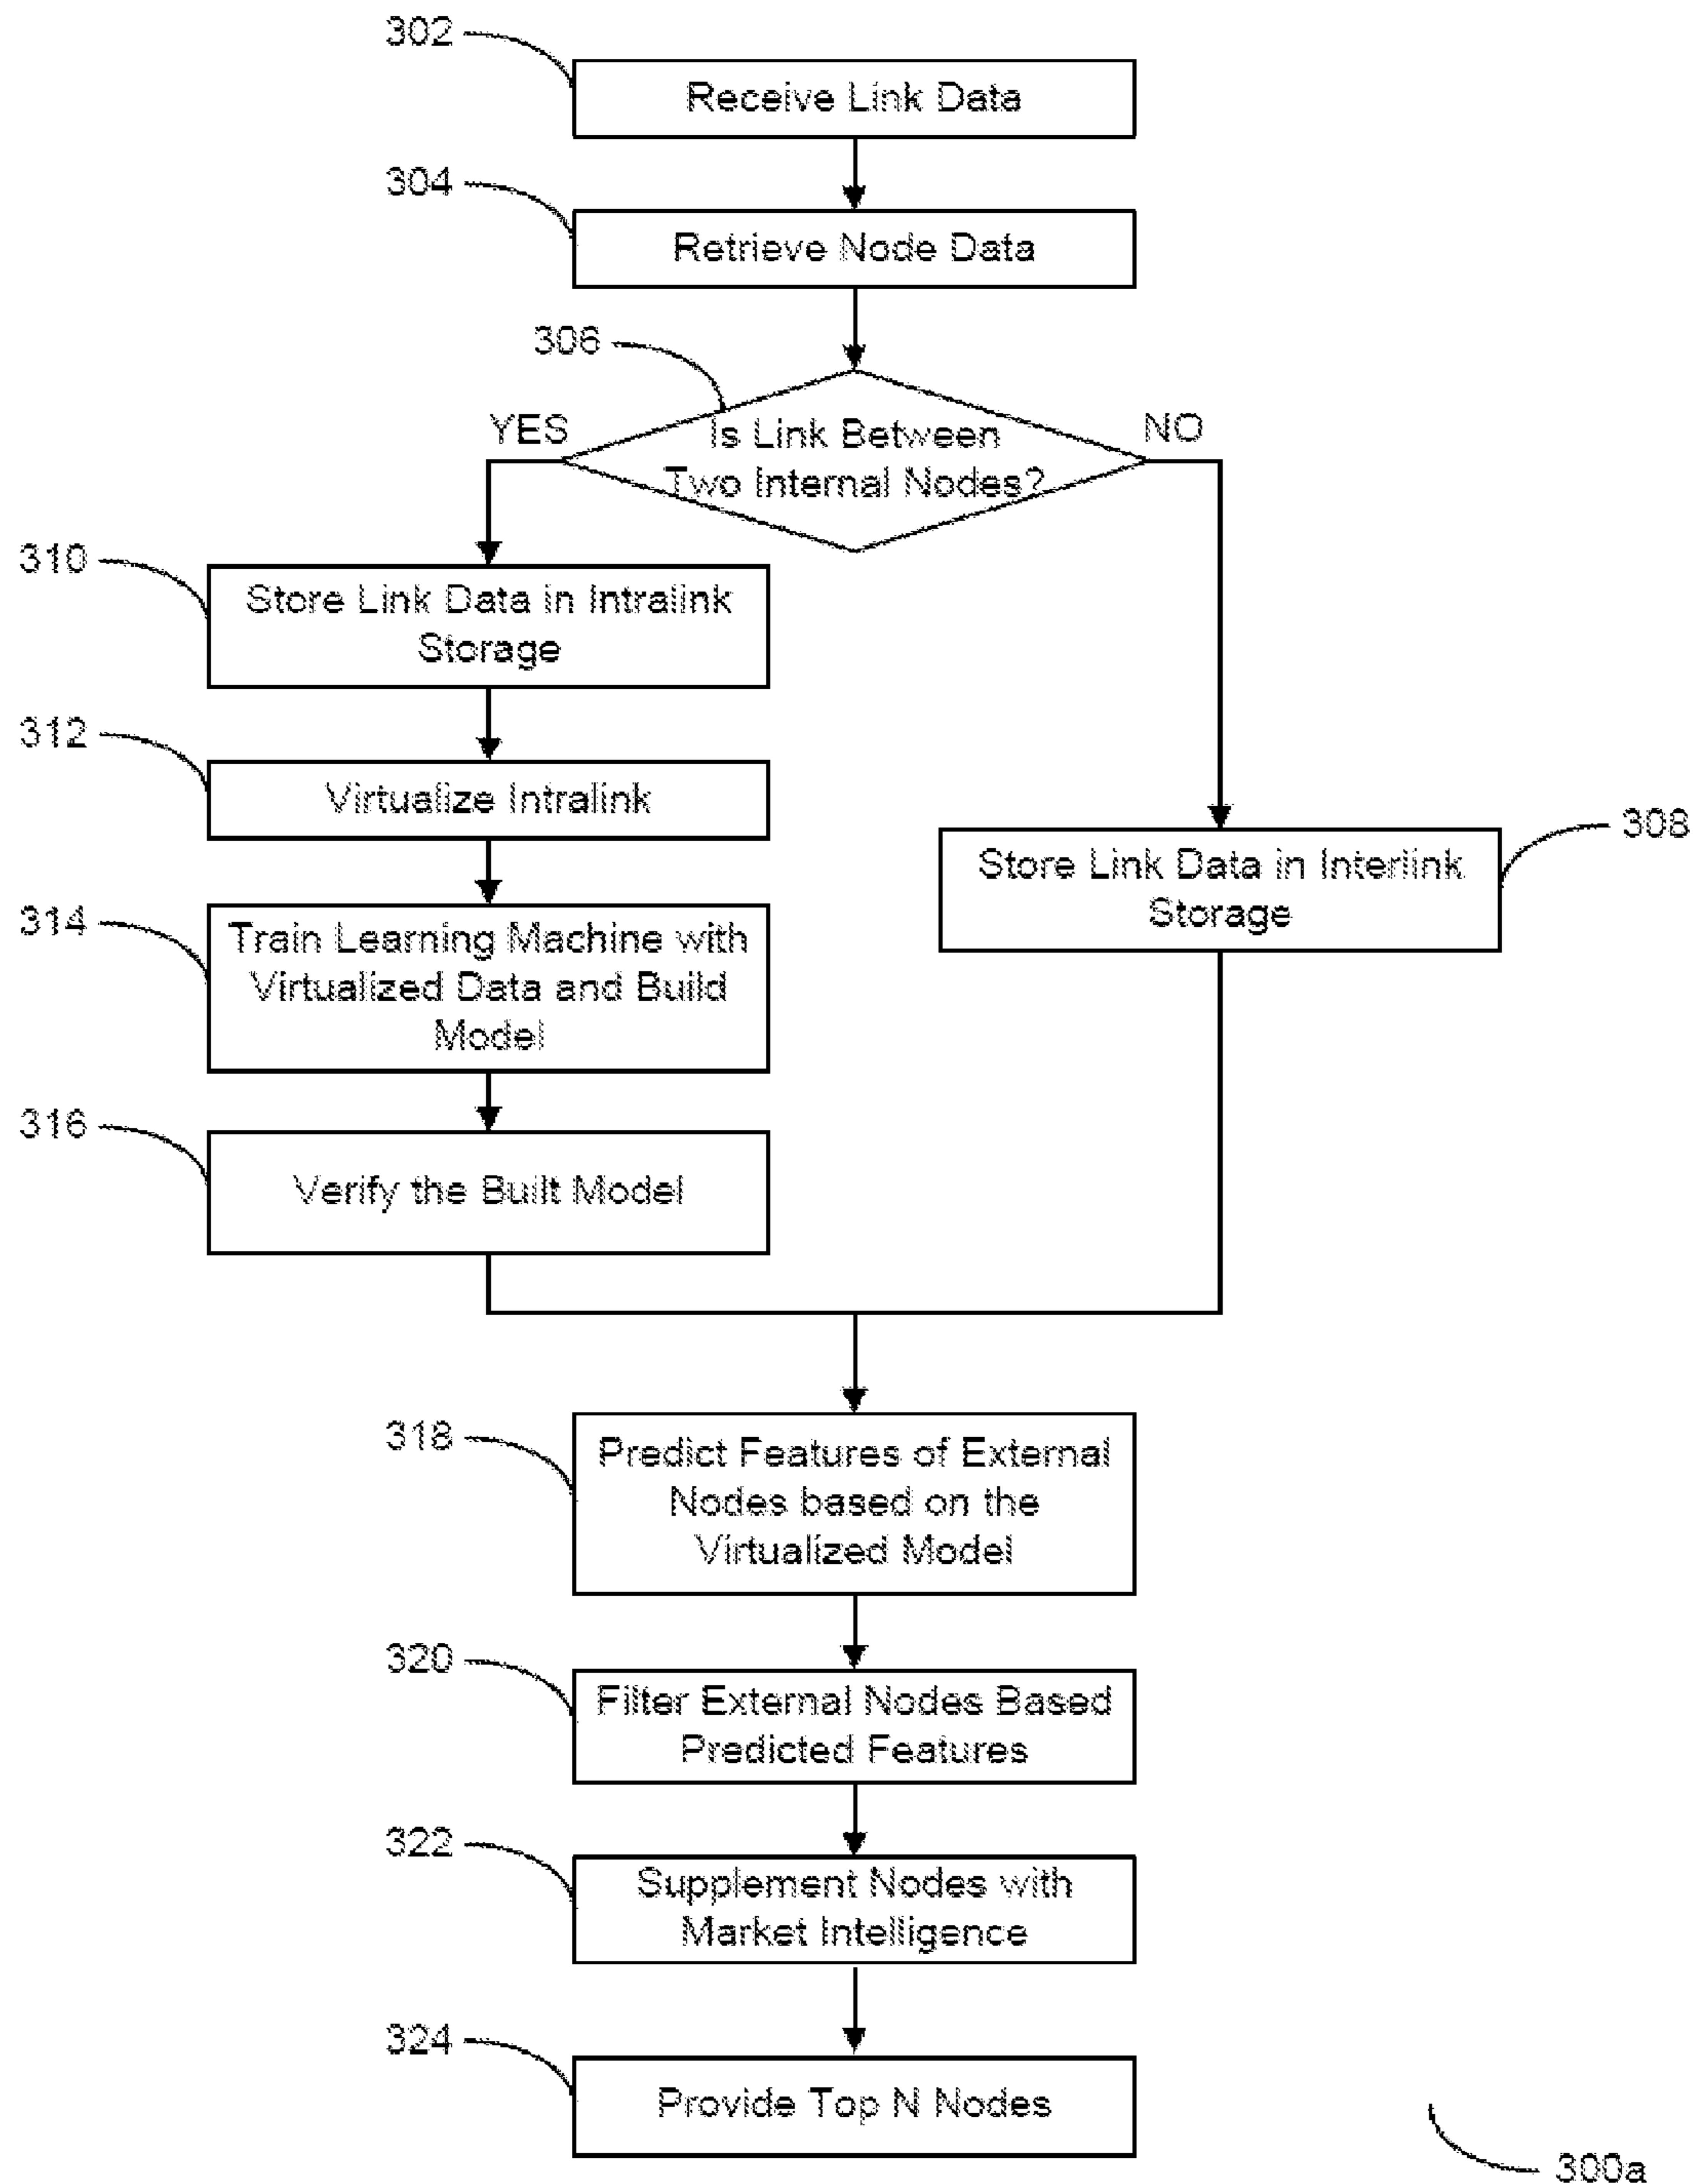 302
Receive Link Data
304
Retrieve Node Data
306
YES
NO
Is Link Between
Two Internal Nodes?
310
Store Link Data in Intralink
Storage
312
Virtualize Intralink
308
Store Link Data in Interlink
Storage
314
Train Learning Machine with
Virtualized Data and Build
Model
316
Verify the Built Model
318
Predict Features of External
Nodes based on the
Virtualized Model
320
Filter External Nodes Based
Predicted Features
322
Supplement Nodes with
Market Intelligence
324
Provide Top N Nodes
300a